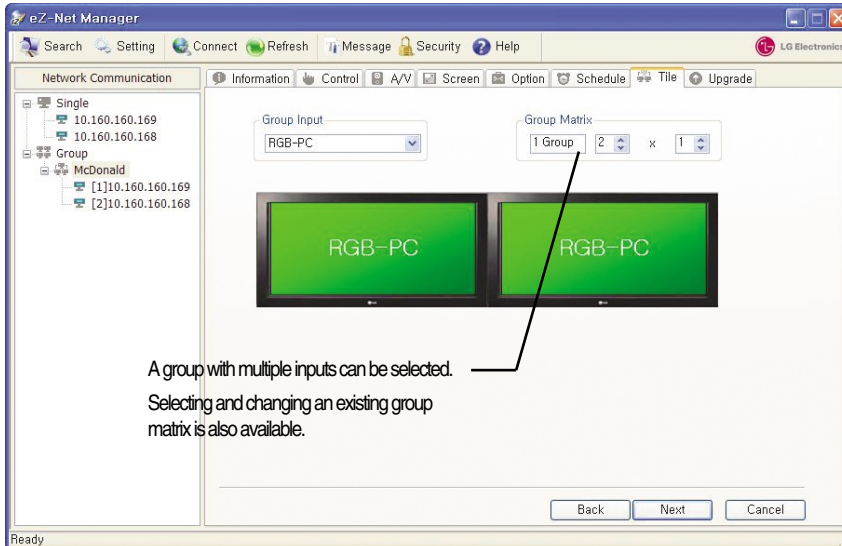 eZ-Net Manager
Search Setting Connect Refresh Message Security Help LG Electronics
Network Communication
Information Control A/V Screen Option Schedule Tile Upgrade
Single
10.160.160.169
10.160.160.168
Group
McDonald
[1]10.160.160.169
[2]10.160.160.168
Group Input
RGB-PC
Group Matrix
1 Group 2 x 1
RGB-PC
RGB-PC
A group with multiple inputs can be selected.
Selecting and changing an existing group
matrix is also available.
Back Next Cancel
Ready